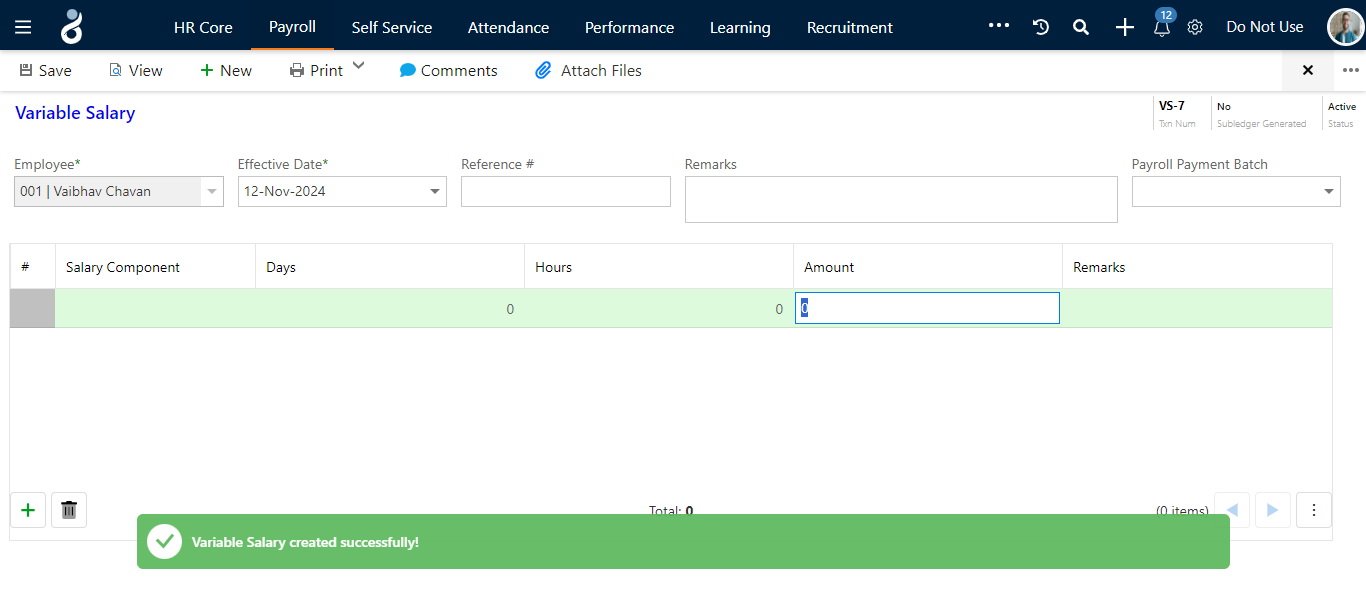 HR Core Payroll Self Service Attendance Performance Learning Recruitment ... 12 Do Not Use
Save View New Print Comments Attach Files
Variable Salary
VS-7 No Active
Txn Num Subledger Generated Status
Employee* Effective Date* Reference # Remarks Payroll Payment Batch
001 | Vaibhav Chavan 12-Nov-2024
# Salary Component Days Hours Amount Remarks
0 0 0
Total: 0 (0 items)
Variable Salary created successfully!